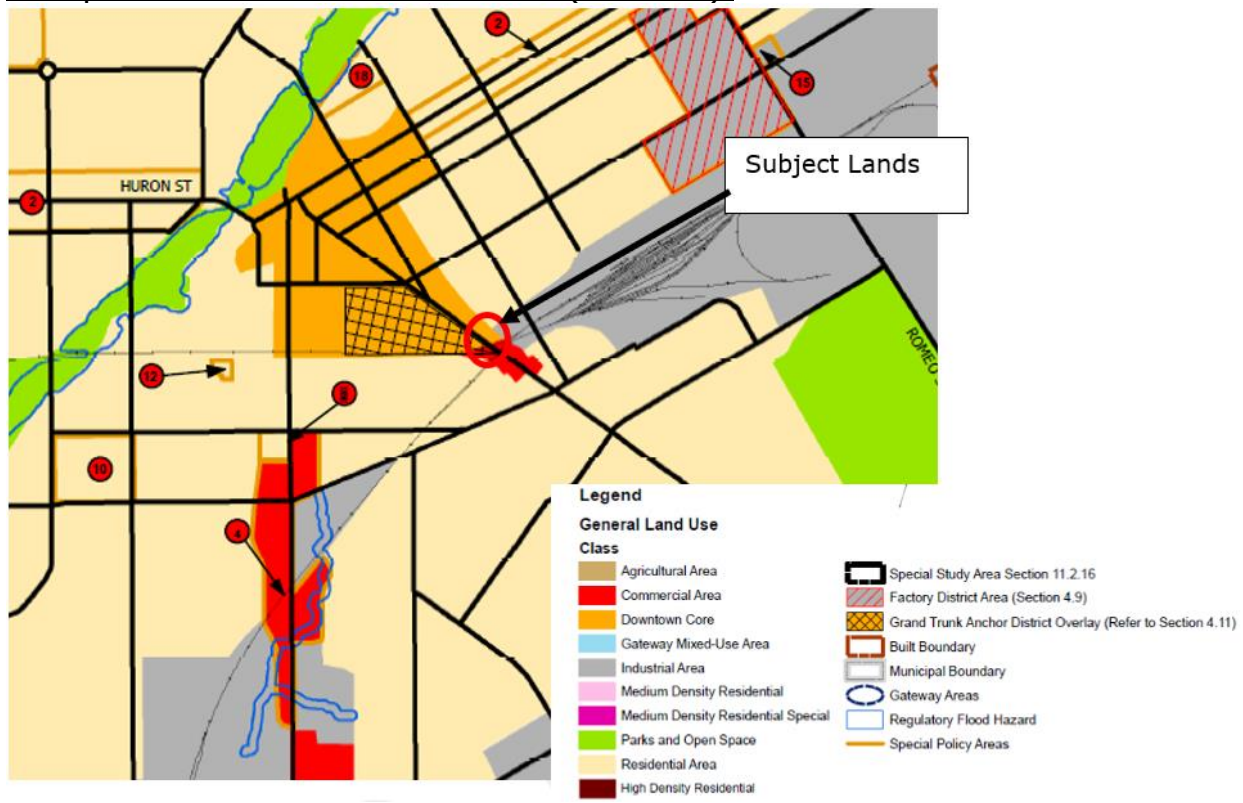 2
18
15
Subject Lands
HURON ST
2
ROMEO
12
8
10
4
Legend
General Land Use
Class
Agricultural Area
Commercial Area
Downtown Core
Gateway Mixed-Use Area
Industrial Area
Medium Density Residential
Medium Density Residential Special
Parks and Open Space
Residential Area
High Density Residential
Special Study Area Section 11.2.16
Factory District Area (Section 4.9)
Grand Trunk Anchor District Overlay (Refer to Section 4.11)
Built Boundary
Municipal Boundary
Gateway Areas
Regulatory Flood Hazard
Special Policy Areas